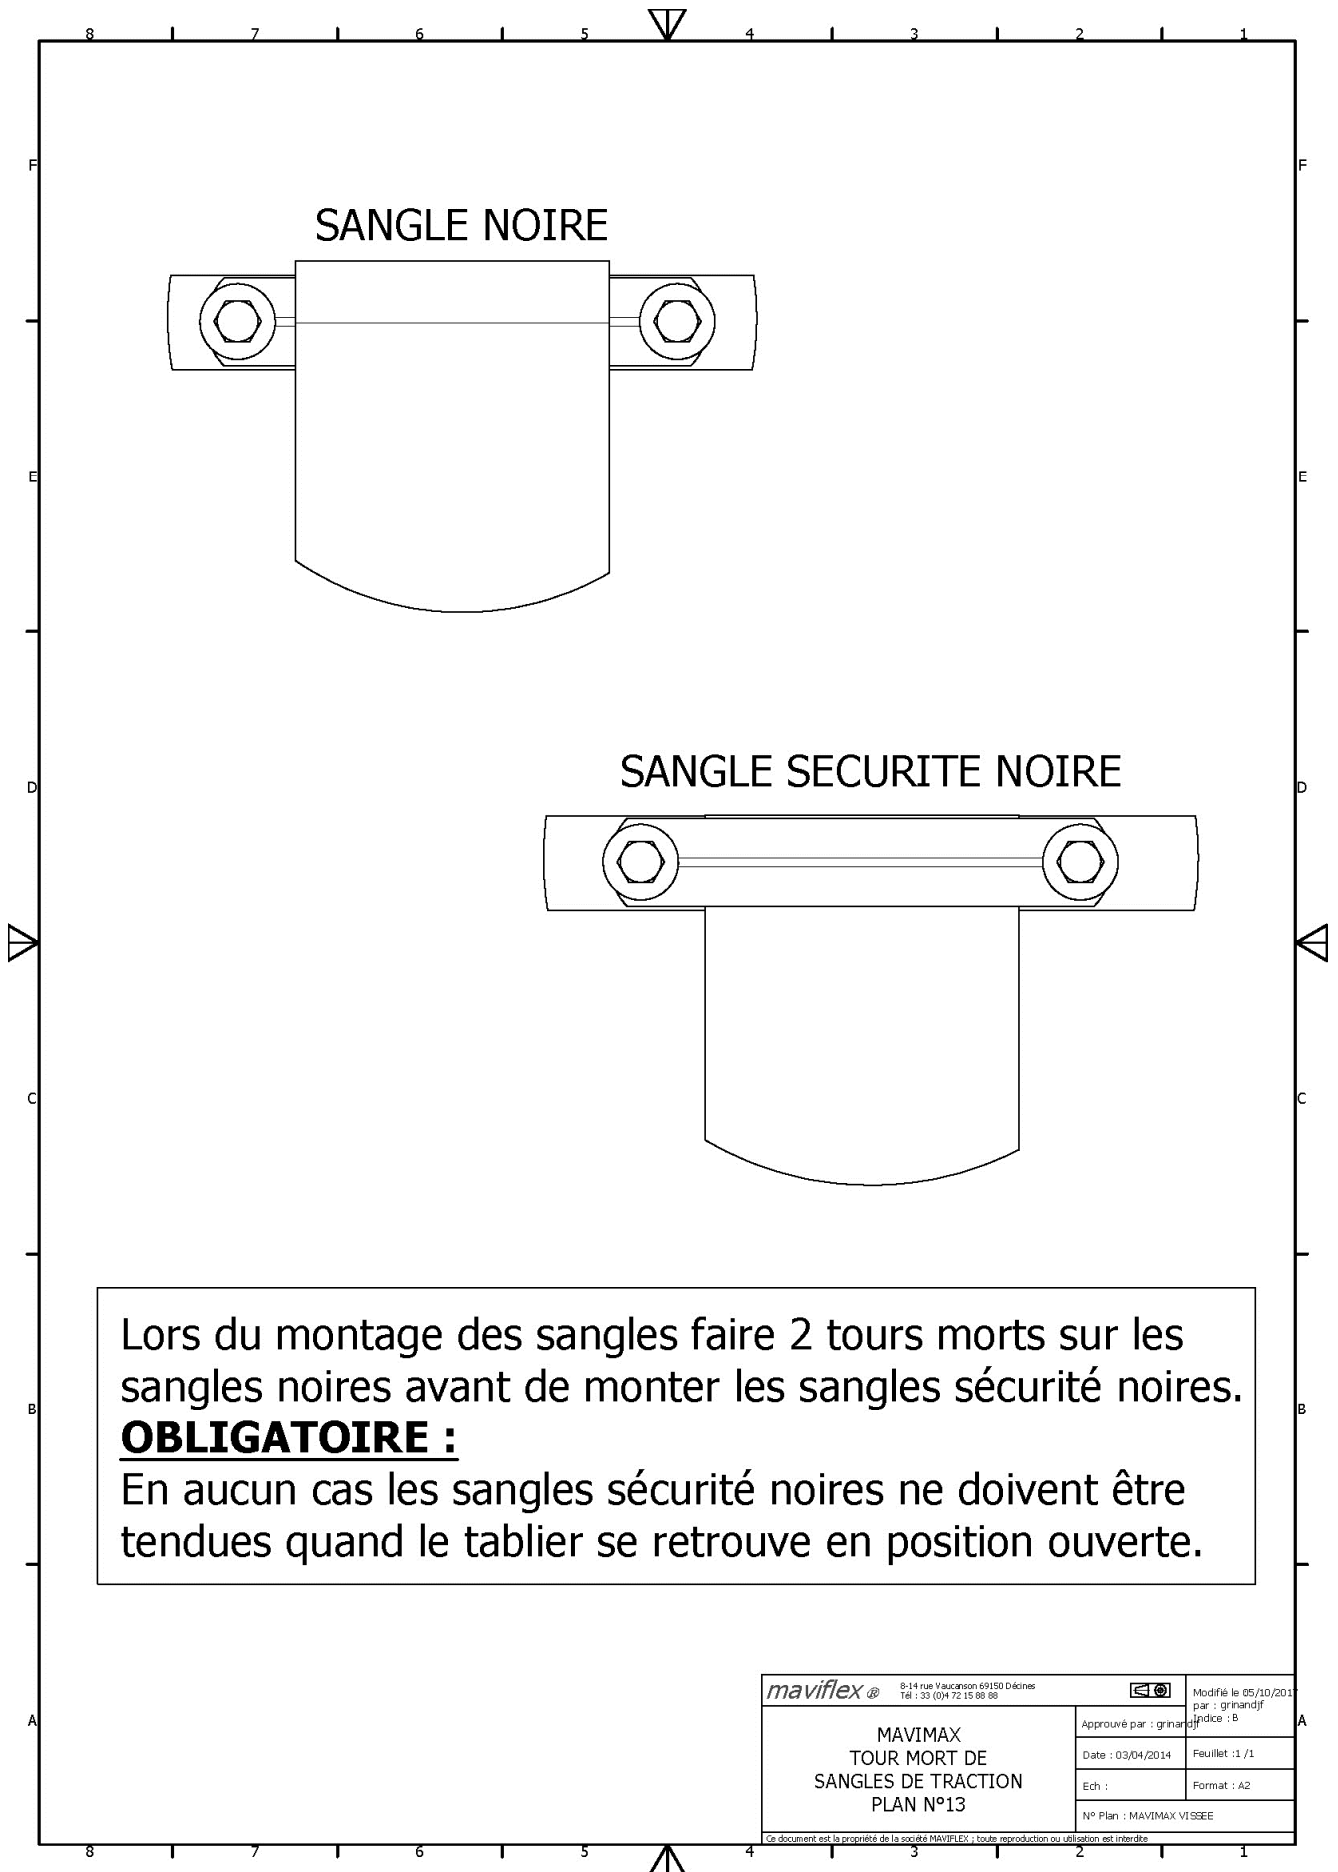 8 7 6 5 4 3 2 1
F F
SANGLE NOIRE
E E
SANGLE SECURITE NOIRE
D D
C C
Lors du montage des sangles faire 2 tours morts sur les
sangles noires avant de monter les sangles sécurité noires.
B B
OBLIGATOIRE :
En aucun cas les sangles sécurité noires ne doivent être
tendues quand le tablier se retrouve en position ouverte.
maviflex ®
8-14 rue Vaucanson 69150 Décines
Tél : 33 (0)4 72 15 88 88
Modifié le 05/10/2017
par : grinandjf
Indice : B
A A
MAVIMAX
TOUR MORT DE
SANGLES DE TRACTION
PLAN N°13
Approuvé par : grinandjf
Date : 03/04/2014
Feuillet :1 /1
Ech :
Format : A2
N° Plan : MAVIMAX VISSEE
Ce document est la propriété de la société MAVIFLEX ; toute reproduction ou utilisation est interdite
8 7 6 5 4 3 2 1